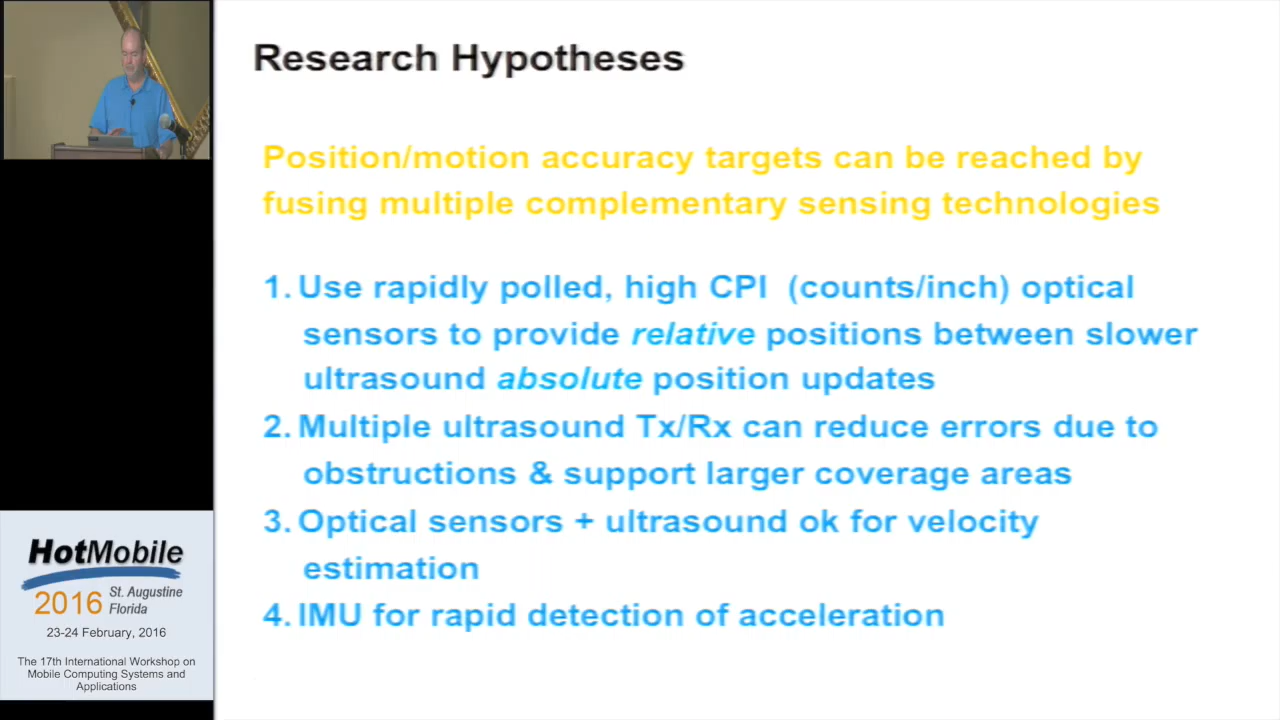 Research Hypotheses
Position/motion accuracy targets can be reached by
fusing multiple complementary sensing technologies
1. Use rapidly polled, high CPI (counts/inch) optical
sensors to provide relative positions between slower
ultrasound absolute position updates
2. Multiple ultrasound Tx/Rx can reduce errors due to
obstructions & support larger coverage areas
3. Optical sensors + ultrasound ok for velocity
estimation
4. IMU for rapid detection of acceleration
HotMobile
2016 St. Augustine
Florida
23-24 February, 2016
The 17th International Workshop on
Mobile Computing Systems and
Applications